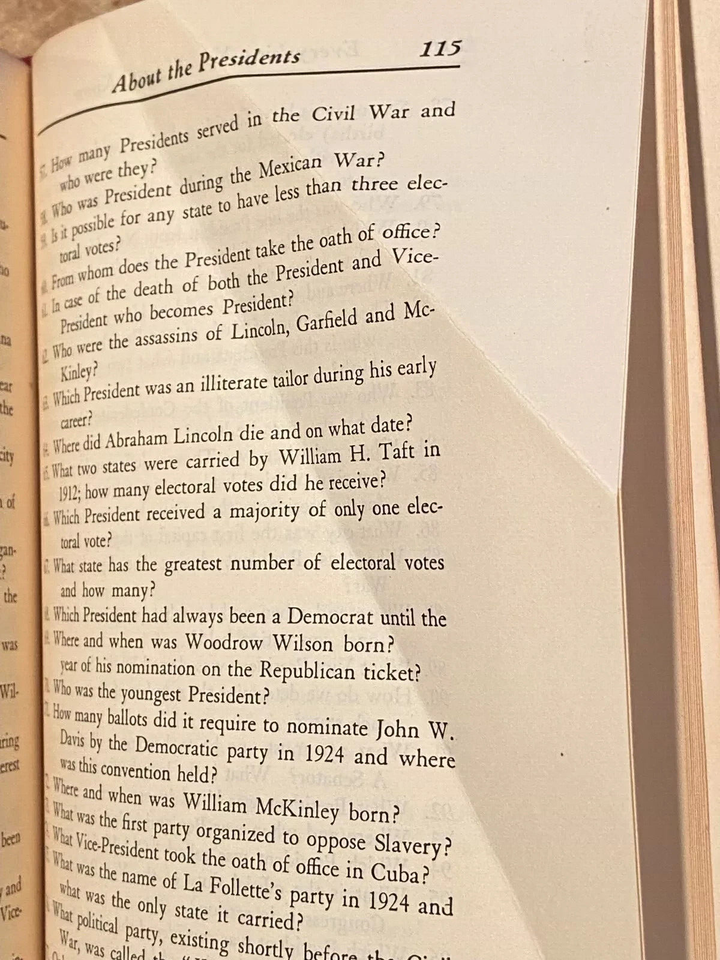 About the Presidents 115
How many Presidents served in the Civil War and
who were they?
Who was President during the Mexican War?
Is it possible for any state to have less than three elec-
toral votes?
From whom does the President take the oath of office?
In case of the death of both the President and Vice-
President who becomes President?
Who were the assassins of Lincoln, Garfield and Mc-
Kinley?
Which President was an illiterate tailor during his early
career?
Where did Abraham Lincoln die and on what date?
What two states were carried by William H. Taft in
1912; how many electoral votes did he receive?
Which President received a majority of only one elec-
toral vote?
What state has the greatest number of electoral votes
and how many?
Which President had always been a Democrat until the
Where and when was Woodrow Wilson born?
year of his nomination on the Republican ticket?
Who was the youngest President?
How many ballots did it require to nominate John W.
Davis by the Democratic party in 1924 and where
was this convention held?
Where and when was William McKinley born?
What was the first party organized to oppose Slavery?
What Vice-President took the oath of office in Cuba?
What was the name of La Follette's party in 1924 and
what was the only state it carried?
What political party, existing shortly before the
War, was called the